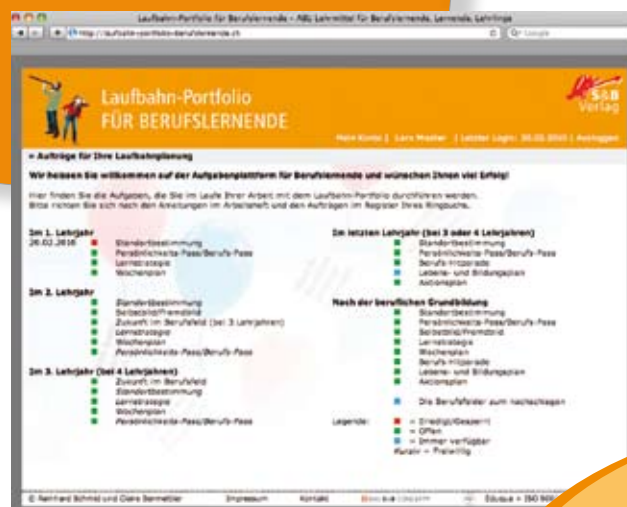 Laufbahn-Portfolio für Berufslernende – ABU Lehrmittel für Berufslernende, Lernende, Lehrlinge
http://laufbahn-portfolio-berufslernende.ch
Google
Laufbahn-Portfolio
FÜR BERUFSLERNENDE
S&B
Verlag
Mein Konto | Lars Muster | Letzter Login: | Ausloggen
» Aufträge für Ihre Laufbahnplanung
Wir heissen Sie willkommen auf der Aufgabenplattform für Berufslernende und wünschen Ihnen viel Erfolg!
Hier finden Sie die Aufgaben, die Sie im Laufe Ihrer Arbeit mit dem Laufbahn-Portfolio durchführen werden.
Bitte richten Sie sich nach den Anleitungen im Arbeitsheft und den Aufträgen im Register Ihres Ringbuchs.
Im 1. Lehrjahr
26.02.2010
Standortbestimmung
Persönlichkeits-Pass/Berufs-Pass
Lernstrategie
Wochenplan
Im 2. Lehrjahr
Standortbestimmung
Selbstbild/Fremdbild
Zukunft im Berufsfeld (bei 3 Lehrjahren)
Lernstrategie
Wochenplan
Persönlichkeits-Pass/Berufs-Pass
Im 3. Lehrjahr (bei 4 Lehrjahren)
Zukunft im Berufsfeld
Standortbestimmung
Lernstrategie
Wochenplan
Persönlichkeits-Pass/Berufs-Pass
Im letzten Lehrjahr (bei 3 oder 4 Lehrjahren)
Standortbestimmung
Persönlichkeits-Pass/Berufs-Pass
Berufs-Hitparade
Lebens- und Bildungsplan
Aktionsplan
Nach der beruflichen Grundbildung
Standortbestimmung
Persönlichkeits-Pass/Berufs-Pass
Selbstbild/Fremdbild
Lernstrategie
Wochenplan
Berufs-Hitparade
Lebens- und Bildungsplan
Aktionsplan
Die Berufsfelder zum nachschlagen
Legende:
= Erledigt/Gesperrt
= Offen
= Immer verfügbar
Kursiv = Freiwillig
© Reinhard Schmid und Claire Barmettler
Impressum
Kontakt
Eduqua + ISO